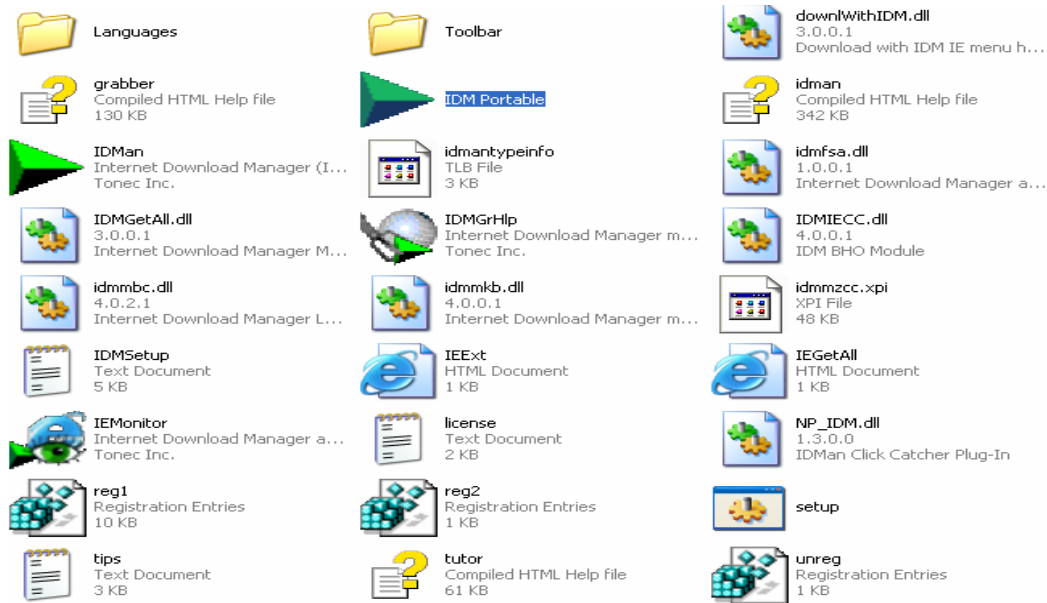 Languages
Toolbar
downlWithIDM.dll
3.0.0.1
Download with IDM IE menu h...
grabber
Compiled HTML Help file
130 KB
IDM Portable
idman
Compiled HTML Help file
342 KB
IDMan
Internet Download Manager (I...
Tonec Inc.
idmantypeinfo
TLB File
3 KB
idmfsa.dll
1.0.0.1
Internet Download Manager a...
IDMGetAll.dll
3.0.0.1
Internet Download Manager M...
IDMGrHlp
Internet Download Manager m...
Tonec Inc.
IDMIECC.dll
4.0.0.1
IDM BHO Module
idmmbc.dll
4.0.2.1
Internet Download Manager L...
idmmkb.dll
4.0.0.1
Internet Download Manager m...
idmmzcc.xpi
XPI File
48 KB
IDMSetup
Text Document
5 KB
IEExt
HTML Document
1 KB
IEGetAll
HTML Document
1 KB
IEMonitor
Internet Download Manager a...
Tonec Inc.
license
Text Document
2 KB
NP_IDM.dll
1.3.0.0
IDMan Click Catcher Plug-In
reg1
Registration Entries
10 KB
reg2
Registration Entries
1 KB
setup
tips
Text Document
3 KB
tutor
Compiled HTML Help file
61 KB
unreg
Registration Entries
1 KB